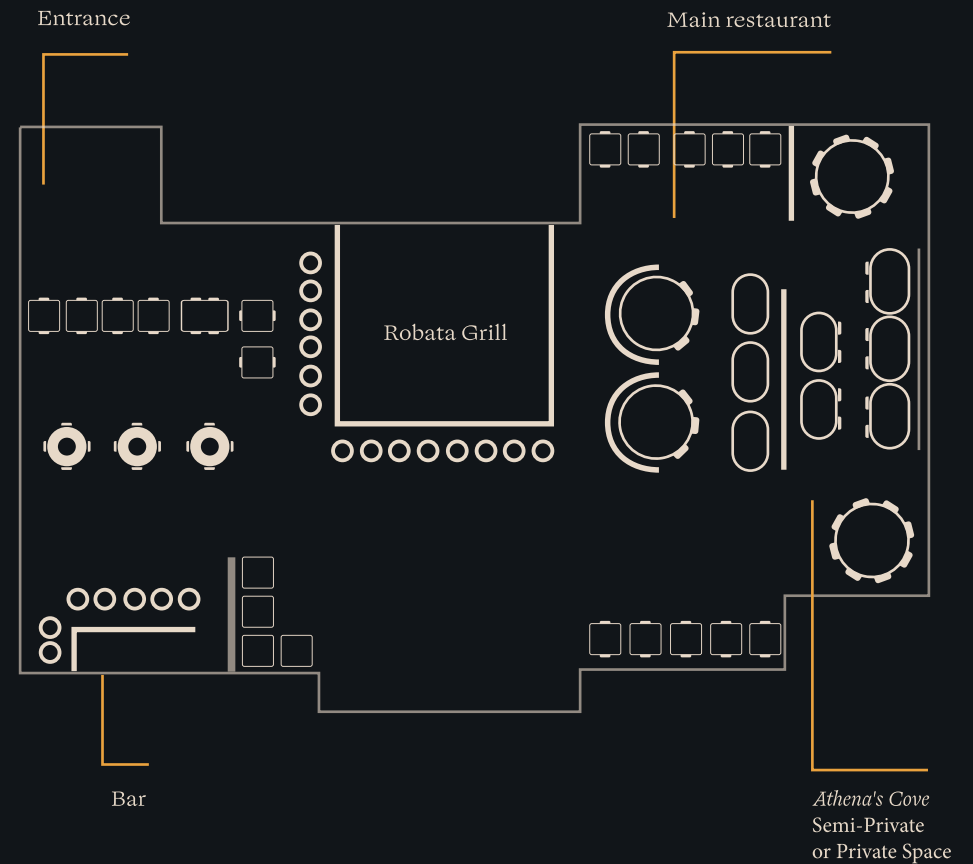 Entrance
Main restaurant
Robata Grill
Bar
Athena's Cove
Semi-Private
or Private Space